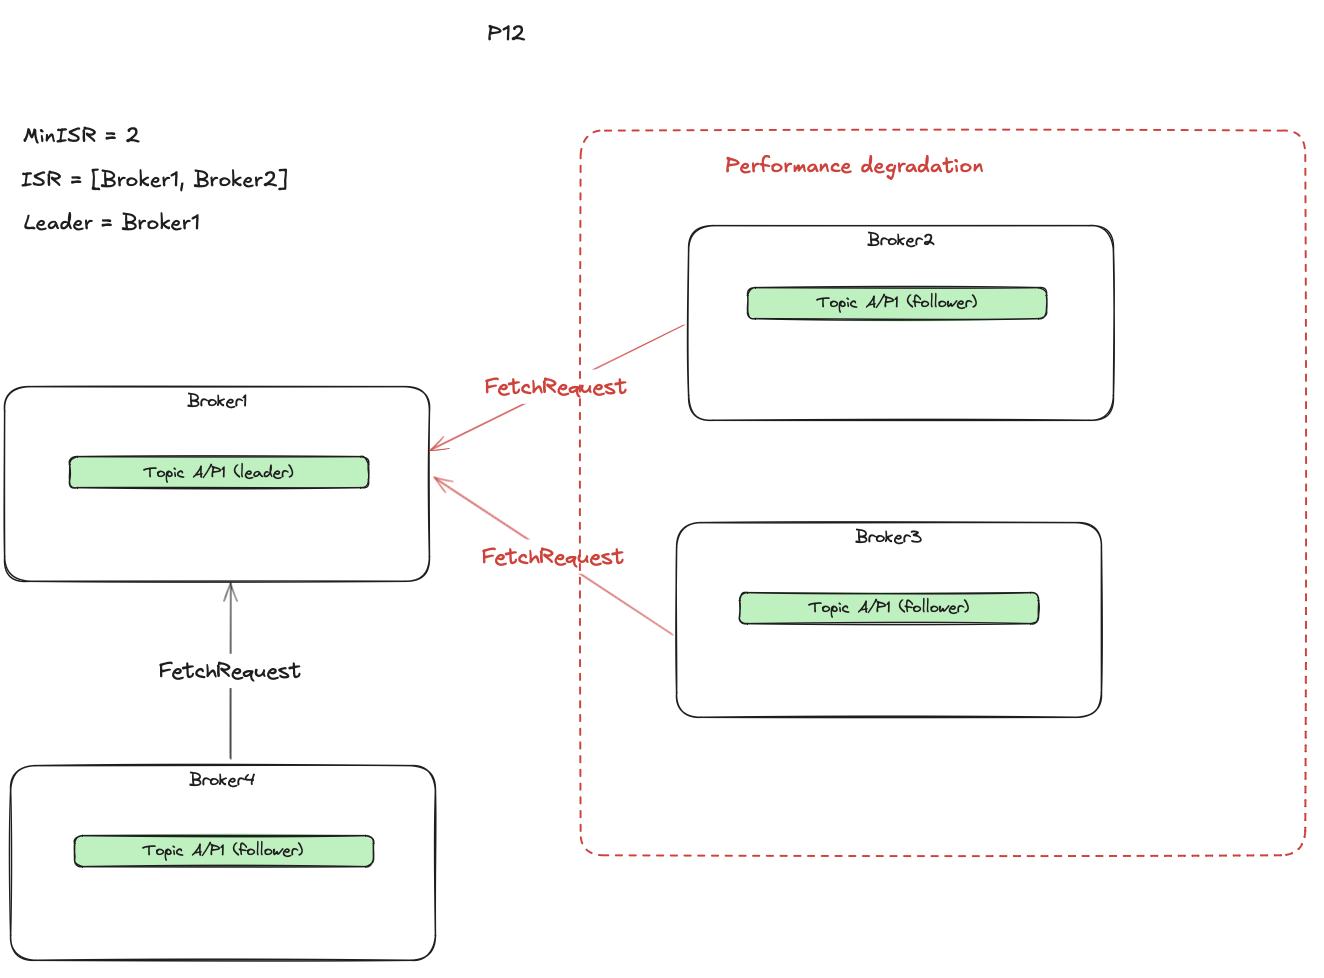 P12
MinISR = 2
ISR = [Broker1, Broker2]
Leader = Broker1
Performance degradation
Broker2
Topic A/P1 (follower)
FetchRequest
Broker1
Topic A/P1 (leader)
Broker3
FetchRequest
Topic A/P1 (follower)
FetchRequest
Broker4
Topic A/P1 (follower)